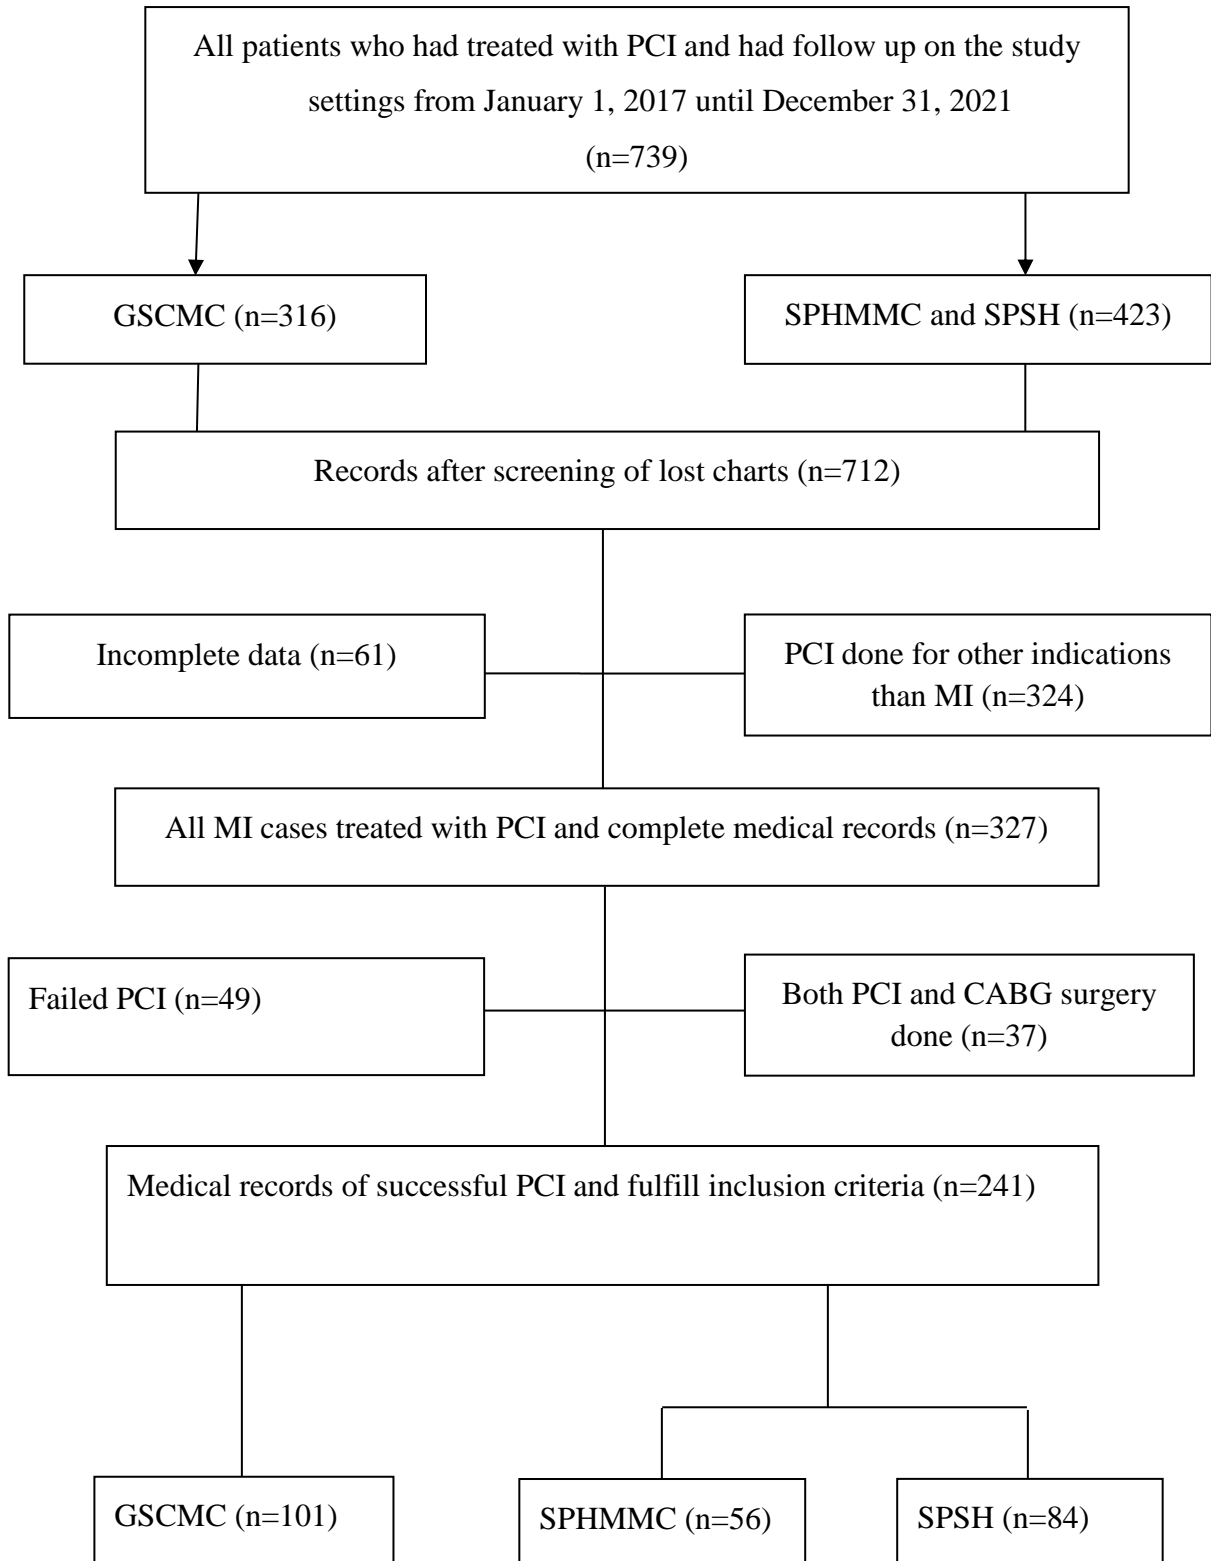 All patients who had treated with PCI and had follow up on the study
settings from January 1, 2017 until December 31, 2021
(n=739)
GSCMC (n=316)
SPHMMC and SPSH (n=423)
Records after screening of lost charts (n=712)
Incomplete data (n=61)
PCI done for other indications
than MI (n=324)
All MI cases treated with PCI and complete medical records (n=327)
Failed PCI (n=49)
Both PCI and CABG surgery
done (n=37)
Medical records of successful PCI and fulfill inclusion criteria (n=241)
GSCMC (n=101)
SPHMMC (n=56)
SPSH (n=84)